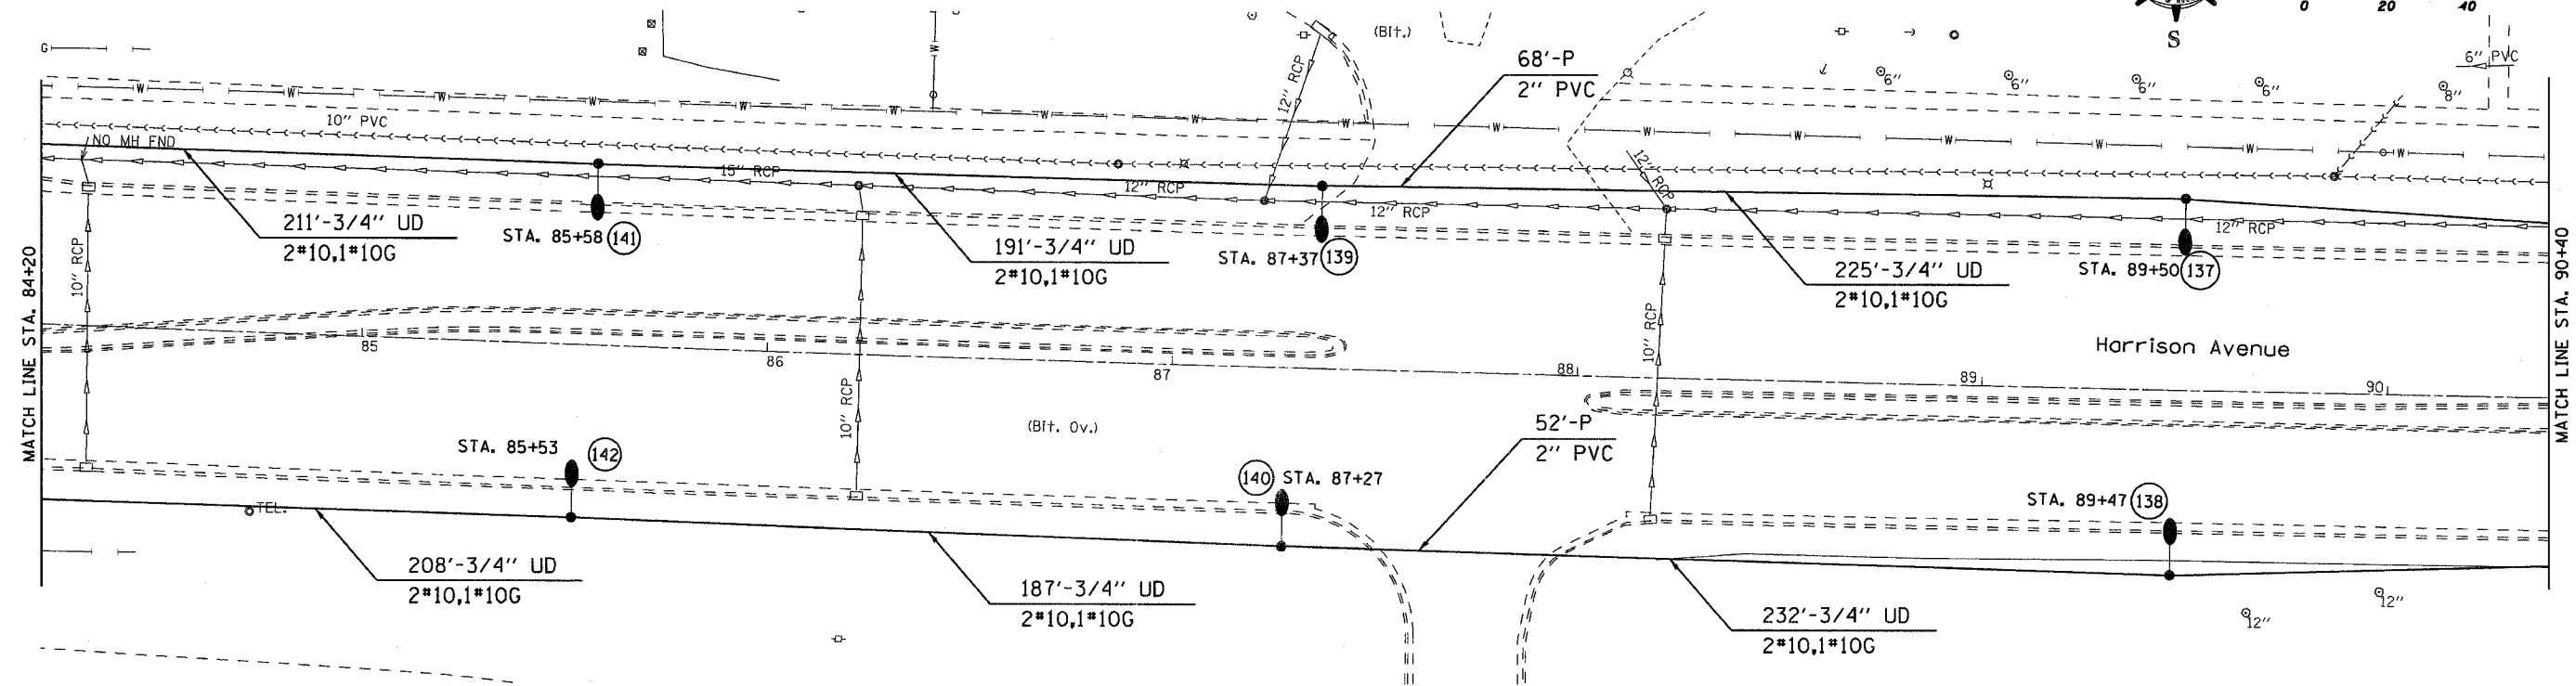 0 20 40
S
G
(Bit.)
68'-P
2" PVC
6" PVC
6"
6"
6"
6"
8"
W
W W W W W W W W W W W W W W W W
12" RCP
10" PVC
NO MH FND
15" RCP
12" RCP
12" RCP
12" RCP
12" RCP
211'-3/4" UD
2#10,1#10G
STA. 85+58 141
191'-3/4" UD
2#10,1#10G
STA. 87+37 139
225'-3/4" UD
2#10,1#10G
STA. 89+50 137
MATCH LINE STA. 84+20
MATCH LINE STA. 90+40
10" RCP
10" RCP
10" RCP
85
86
87
88
89
90
Harrison Avenue
(Bit. Ov.)
52'-P
2" PVC
STA. 85+53 142
140 STA. 87+27
STA. 89+47 138
TEL.
208'-3/4" UD
2#10,1#10G
187'-3/4" UD
2#10,1#10G
232'-3/4" UD
2#10,1#10G
12"
12"